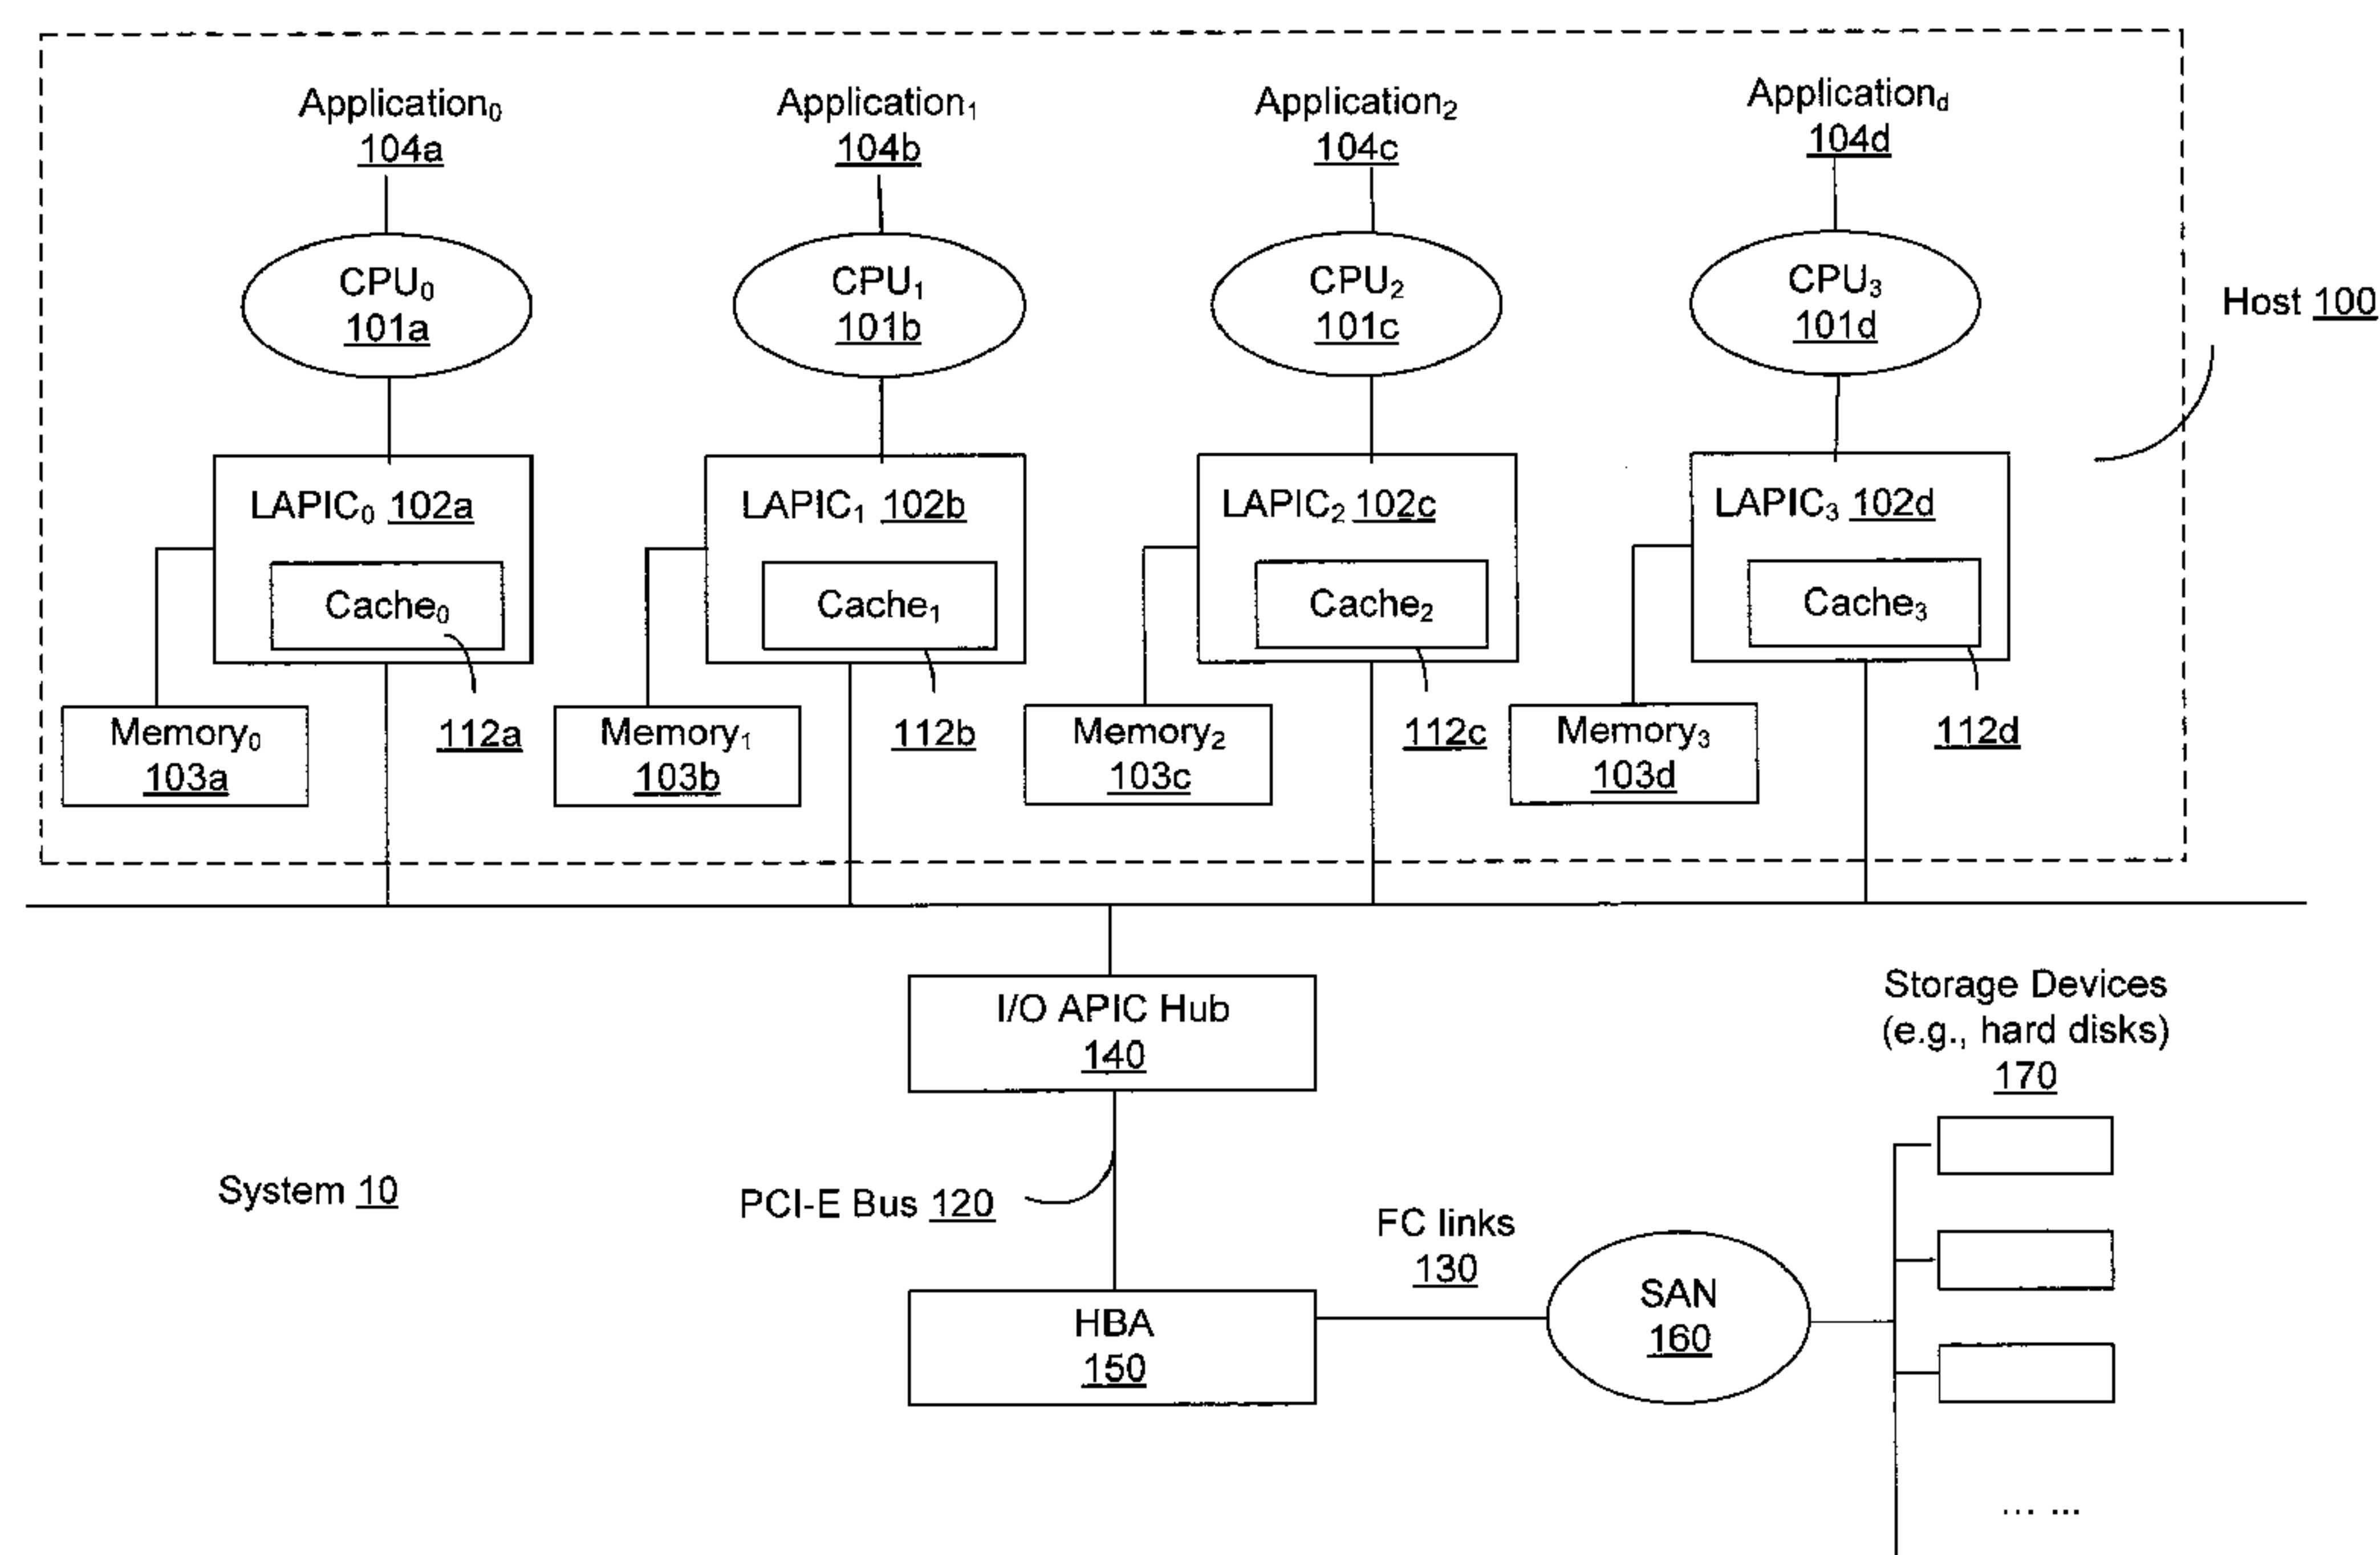 Application₀
104a
Application₁
104b
Application₂
104c
Application_d
104d
CPU₀
101a
CPU₁
101b
CPU₂
101c
CPU₃
101d
Host 100
LAPIC₀ 102a
LAPIC₁ 102b
LAPIC₂ 102c
LAPIC₃ 102d
Cache₀
Cache₁
Cache₂
Cache₃
Memory₀
103a
112a
Memory₁
103b
112b
Memory₂
103c
112c
Memory₃
103d
112d
I/O APIC Hub
140
Storage Devices
(e.g., hard disks)
170
System 10
PCI-E Bus 120
FC links
130
HBA
150
SAN
160
... ...